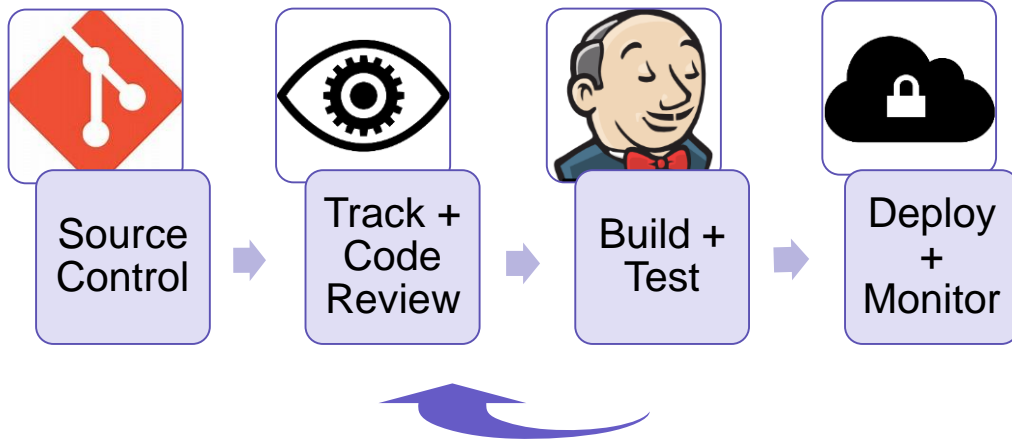 Source
Control
Track +
Code
Review
Build +
Test
Deploy
+
Monitor